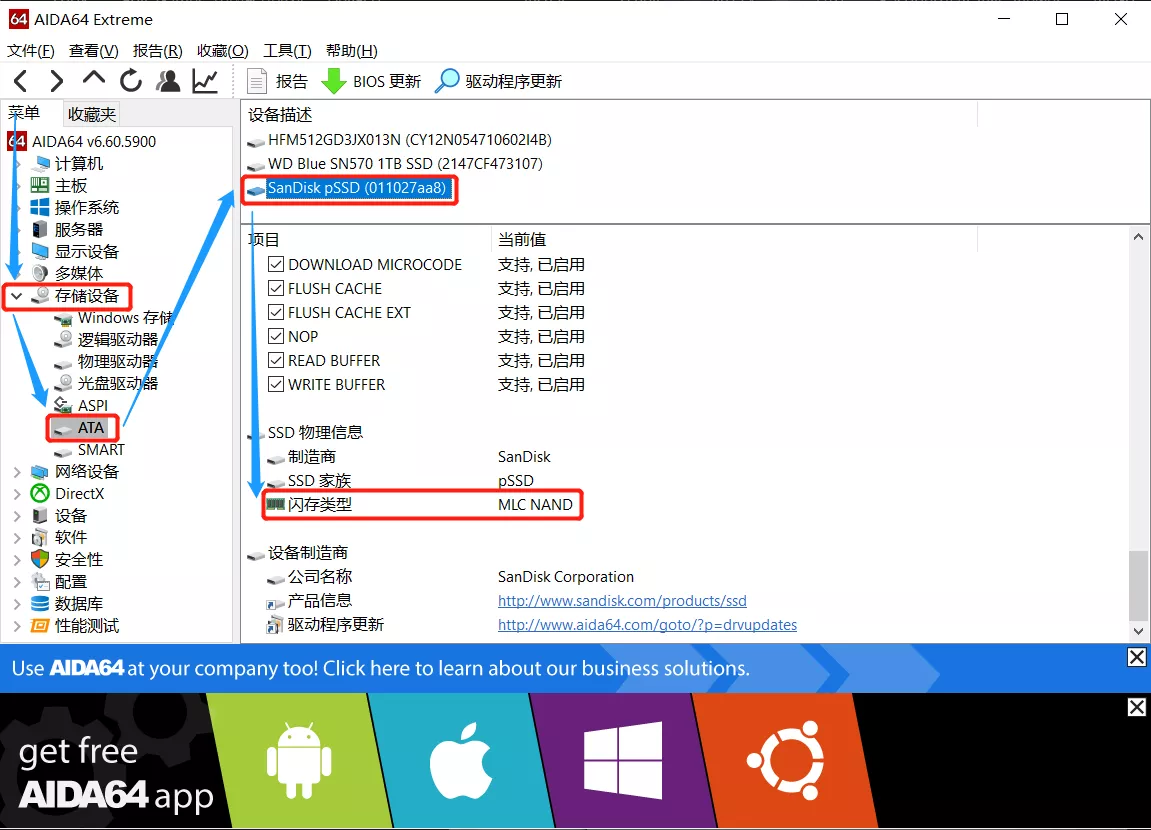 64 AIDA64 Extreme
文件(F) 查看(V) 报告(R) 收藏(O) 工具(T) 帮助(H)
报告 BIOS 更新 驱动程序更新
菜单 收藏夹
64 AIDA64 v6.60.5900
计算机
主板
操作系统
服务器
显示设备
多媒体
存储设备
Windows 存储
逻辑驱动器
物理驱动器
光盘驱动器
ASPI
ATA
SMART
网络设备
DirectX
设备
软件
安全性
配置
数据库
性能测试
设备描述
HFM512GD3JX013N (CY12N054710602I4B)
WD Blue SN570 1TB SSD (2147CF473107)
SanDisk pSSD (011027aa8)
项目 当前值
DOWNLOAD MICROCODE 支持, 已启用
FLUSH CACHE 支持, 已启用
FLUSH CACHE EXT 支持, 已启用
NOP 支持, 已启用
READ BUFFER 支持, 已启用
WRITE BUFFER 支持, 已启用
SSD 物理信息
制造商 SanDisk
SSD 家族 pSSD
闪存类型 MLC NAND
设备制造商
公司名称 SanDisk Corporation
产品信息 http://www.sandisk.com/products/ssd
驱动程序更新 http://www.aida64.com/goto/?p=drvupdates
Use AIDA64 at your company too! Click here to learn about our business solutions.
get free
AIDA64 app